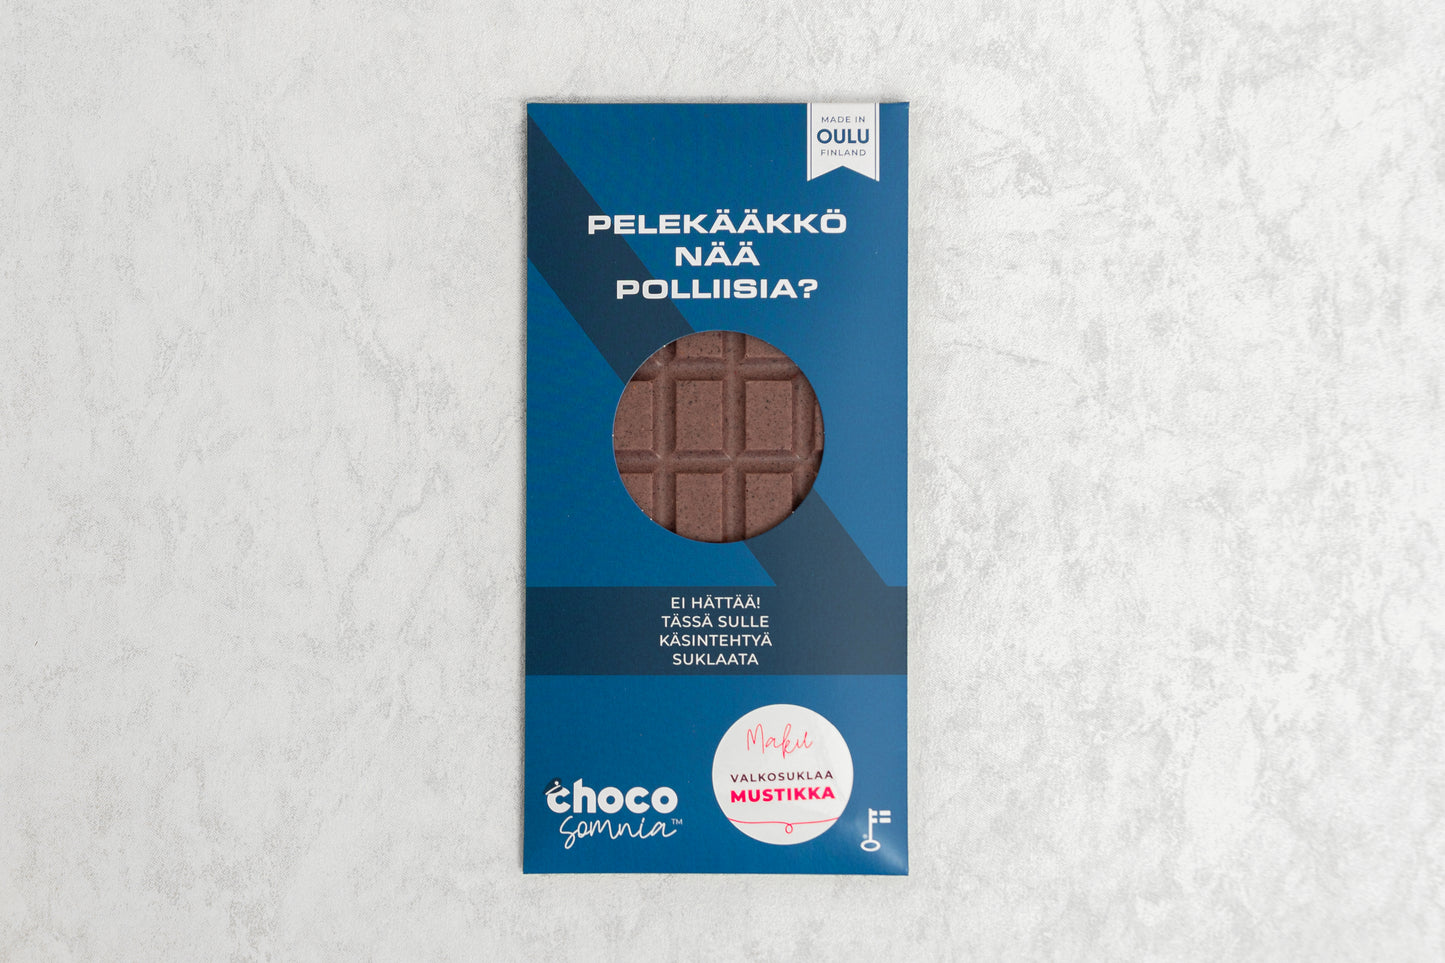 MADE IN
OULU
FINLAND
PELEKÄÄKKÖ
NÄÄ
POLLIISIA?
EI HÄTTÄÄ!
TÄSSÄ SULLE
KÄSINTEHTYÄ
SUKLAATA
Maku
VALKOSUKLAA
MUSTIKKA
choco
somnia™